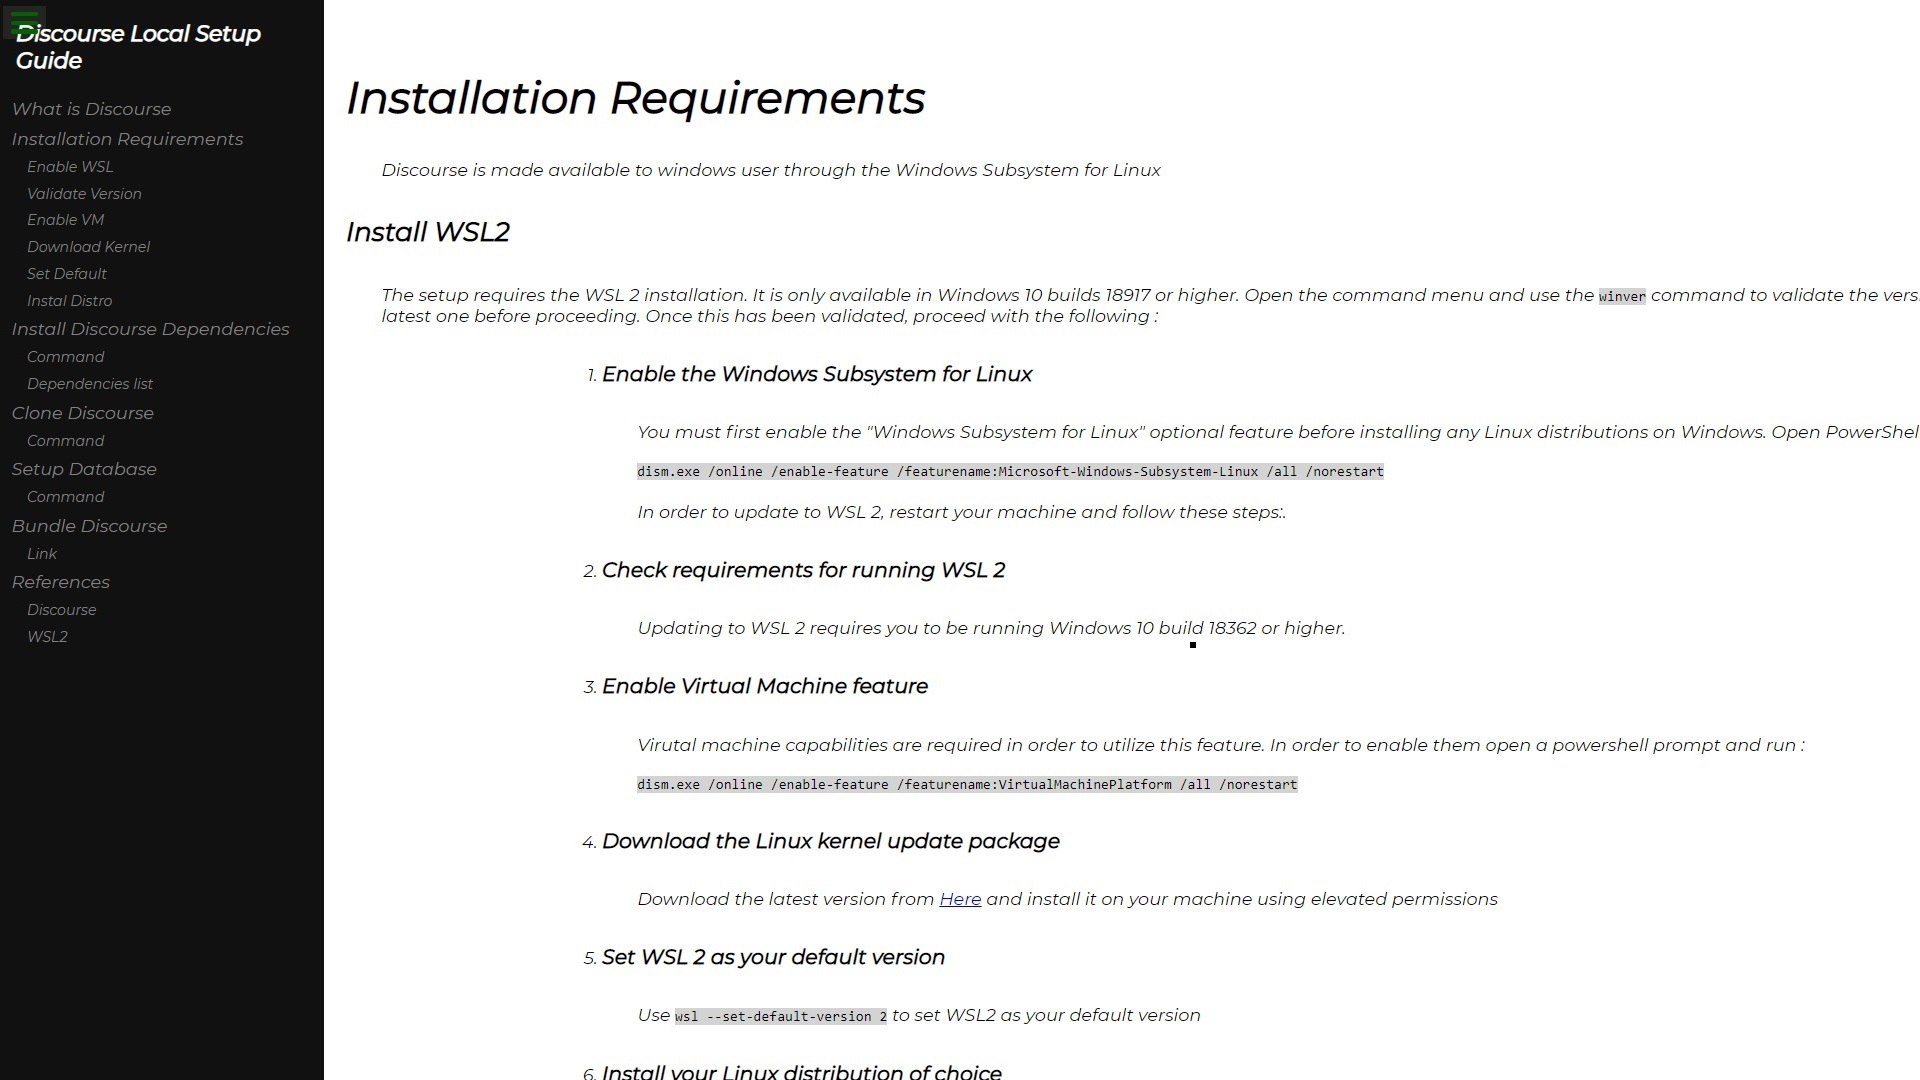 Discourse Local Setup
Guide
What is Discourse
Installation Requirements
Enable WSL
Validate Version
Enable VM
Download Kernel
Set Default
Instal Distro
Install Discourse Dependencies
Command
Dependencies list
Clone Discourse
Command
Setup Database
Command
Bundle Discourse
Link
References
Discourse
WSL2
Installation Requirements
Discourse is made available to windows user through the Windows Subsystem for Linux
Install WSL2
The setup requires the WSL 2 installation. It is only available in Windows 10 builds 18917 or higher. Open the command menu and use the winver command to validate the vers
latest one before proceeding. Once this has been validated, proceed with the following :
1. Enable the Windows Subsystem for Linux
You must first enable the "Windows Subsystem for Linux" optional feature before installing any Linux distributions on Windows. Open PowerShel
dism.exe /online /enable-feature /featurename:Microsoft-Windows-Subsystem-Linux /all /norestart
In order to update to WSL 2, restart your machine and follow these steps:.
2. Check requirements for running WSL 2
Updating to WSL 2 requires you to be running Windows 10 build 18362 or higher.
3. Enable Virtual Machine feature
Virutal machine capabilities are required in order to utilize this feature. In order to enable them open a powershell prompt and run :
dism.exe /online /enable-feature /featurename:VirtualMachinePlatform /all /norestart
4. Download the Linux kernel update package
Download the latest version from Here and install it on your machine using elevated permissions
5. Set WSL 2 as your default version
Use wsl --set-default-version 2 to set WSL2 as your default version
6. Install your Linux distribution of choice